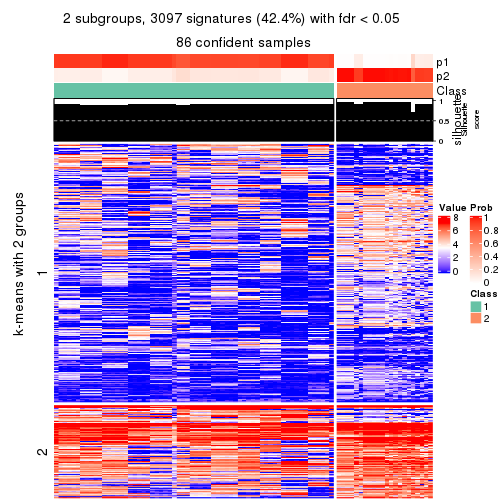 2 subgroups, 3097 signatures (42.4%) with fdr < 0.05
86 confident samples
p1
p2
Class
1
0.5
0
silhouette
Silhouette
score
k-means with 2 groups
1
2
Value
8
6
4
2
0
Prob
1
0.8
0.6
0.4
0.2
0
Class
1
2